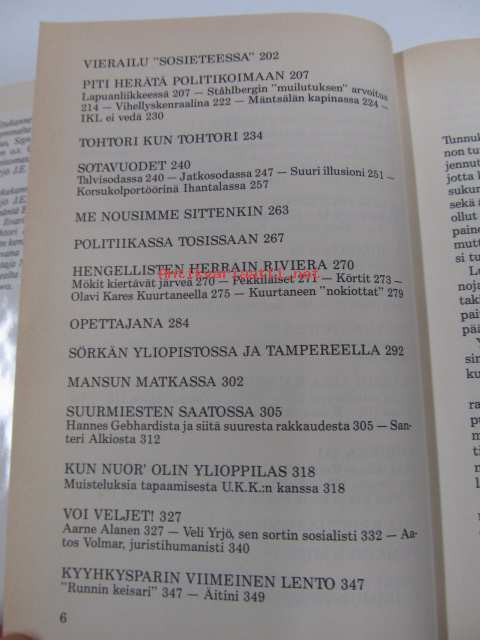 VIERAILU "SOSIETEESSA" 202
PITI HERÄTÄ POLITIKOIMAAN 207
Lapuanliikkeessä 207 — Ståhlbergin "muilutuksen" arvoitus
214 — Vihellyskenraalina 222 — Mäntsälän kapinassa 224 —
IKL ei vedä 230
TOHTORI KUN TOHTORI 234
SOTAVUODET 240
Talvisodassa 240 — Jatkosodassa 247 — Suuri illusioni 251 —
Korsukolportöörinä Ihantalassa 257
ME NOUSIMME SITTENKIN 263
POLITIIKASSA TOSISSAAN 267
HENGELLISTEN HERRAIN RIVIERA 270
Mökit kiertävät järveä 270 — Pekkilaiset 271 — Körtit 273 —
Olavi Kares Kuurtaneella 275 — Kuurtaneen "nokiottat" 279
OPETTAJANA 284
SÖRKÄN YLIOPISTOSSA JA TAMPEREELLA 292
MANSUN MATKASSA 302
SUURMIESTEN SAATOSSA 305
Hannes Gebhardista ja siitä suuresta rakkaudesta 305 — San-
teri Alkiosta 312
KUN NUOR' OLIN YLIOPPILAS 318
Muisteluksia tapaamisesta U.K.K.:n kanssa 318
VOI VELJET! 327
Aarne Alanen 327 — Veli Yrjö, sen sortin sosialisti 332 — Aa-
tos Volmar, juristihumanisti 340
KYYHKYSPARIN VIIMEINEN LENTO 347
"Runnin keisari" 347 — Äitini 349
6